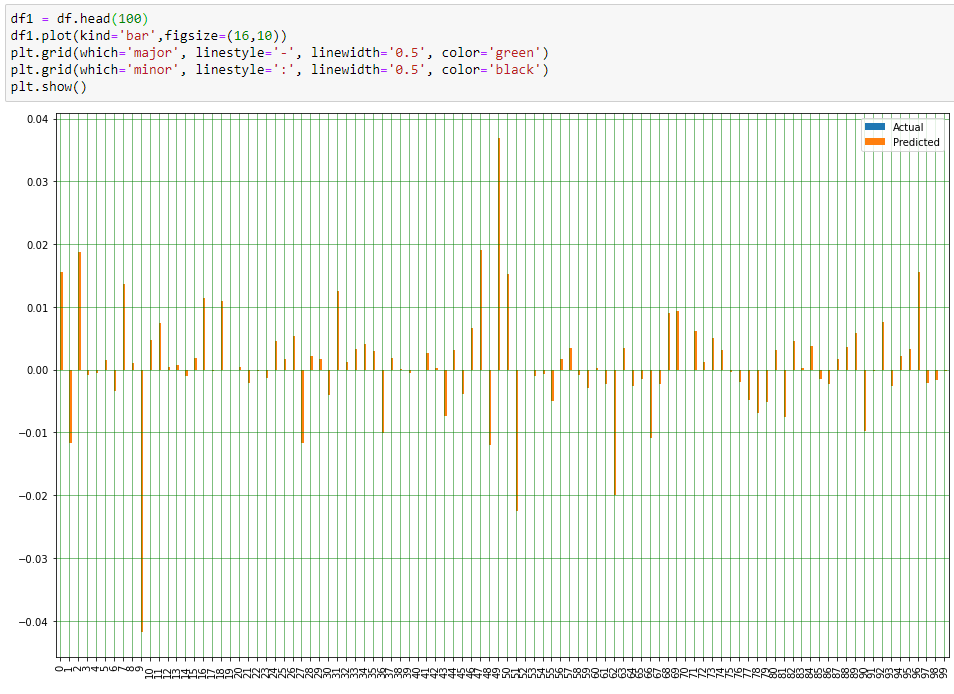 df1 = df.head(100)
df1.plot(kind='bar',figsize=(16,10))
plt.grid(which='major', linestyle='-', linewidth='0.5', color='green')
plt.grid(which='minor', linestyle=':', linewidth='0.5', color='black')
plt.show()
0.04
Actual
Predicted
0.03
0.02
0.01
0.00
−0.01
−0.02
−0.03
−0.04
0 1 2 3 4 5 6 7 8 9 10 11 12 13 14 15 16 17 18 19 20 21 22 23 24 25 26 27 28 29 30 31 32 33 34 35 36 37 38 39 40 41 42 43 44 45 46 47 48 49 50 51 52 53 54 55 56 57 58 59 60 61 62 63 64 65 66 67 68 69 70 71 72 73 74 75 76 77 78 79 80 81 82 83 84 85 86 87 88 89 90 91 92 93 94 95 96 97 98 99